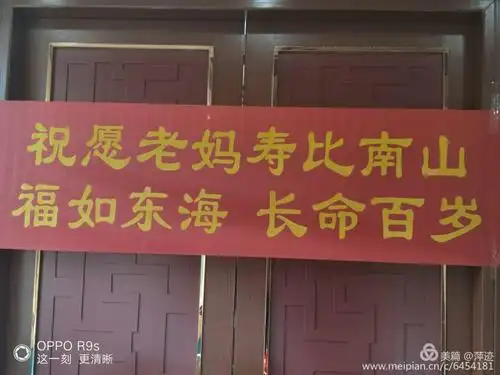 祝愿老妈寿比南山
福如东海 长命百岁
OPPO R9s
这一刻 更清晰
美篇 @萍迹
www.meipian.cn/c/6454181